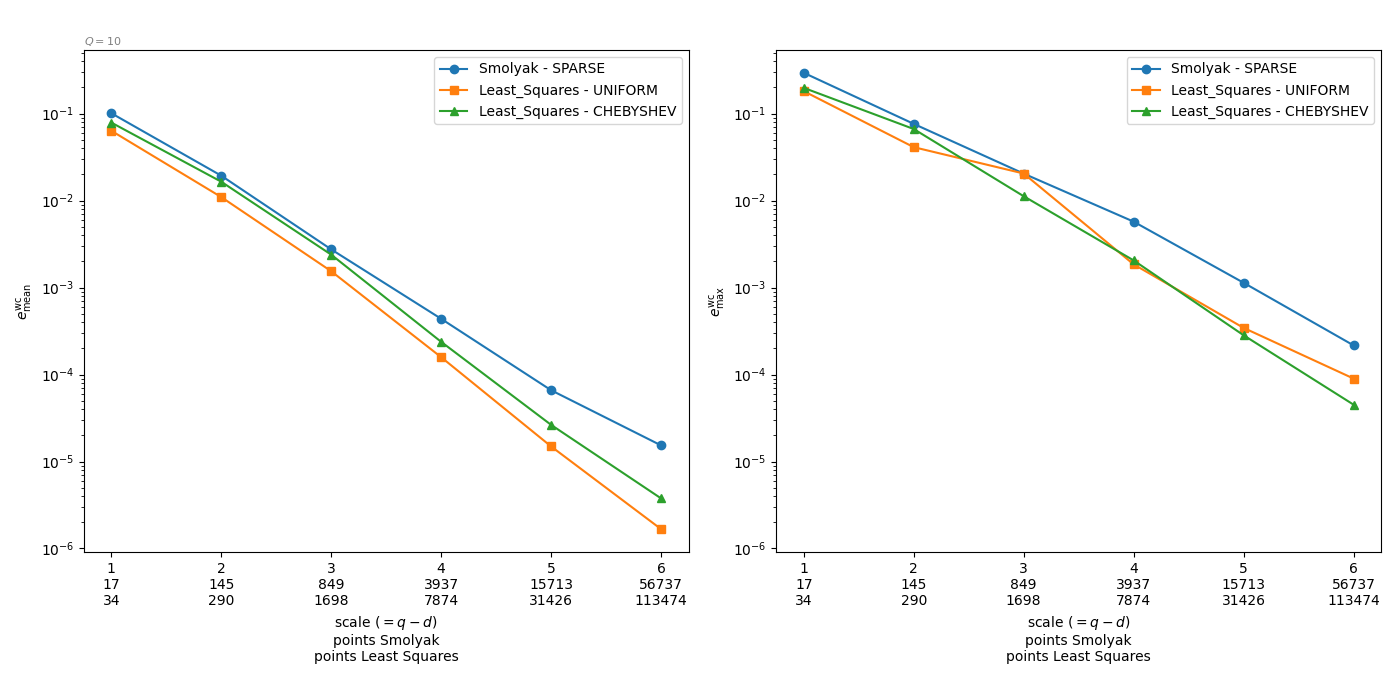 Q = 10
Smolyak - SPARSE
Least_Squares - UNIFORM
Least_Squares - CHEBYSHEV
10⁻¹
10⁻²
10⁻³
10⁻⁴
10⁻⁵
10⁻⁶
e^wc_mean
1 2 3 4 5 6
17 145 849 3937 15713 56737
34 290 1698 7874 31426 113474
scale (= q − d)
points Smolyak
points Least Squares
Smolyak - SPARSE
Least_Squares - UNIFORM
Least_Squares - CHEBYSHEV
10⁻¹
10⁻²
10⁻³
10⁻⁴
10⁻⁵
10⁻⁶
e^wc_max
1 2 3 4 5 6
17 145 849 3937 15713 56737
34 290 1698 7874 31426 113474
scale (= q − d)
points Smolyak
points Least Squares